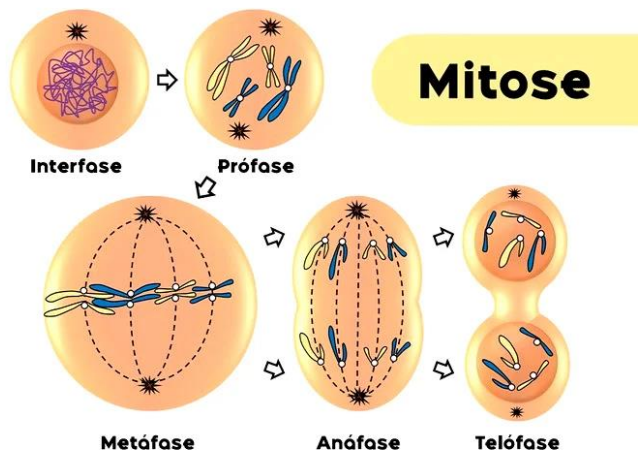 Mitose
Interfase
Prófase
Metáfase
Anáfase
Telófase